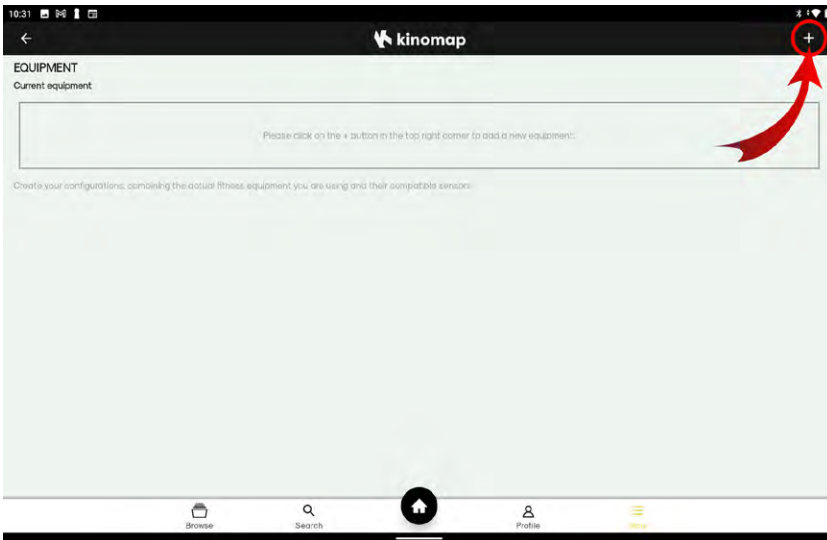 10:31
kinomap
EQUIPMENT
Current equipment
Please click on the + button in the top right corner to add a new equipment.
Create your configurations, combining the actual fitness equipment you are using and their compatible sensors.
Browse
Search
Profile
More